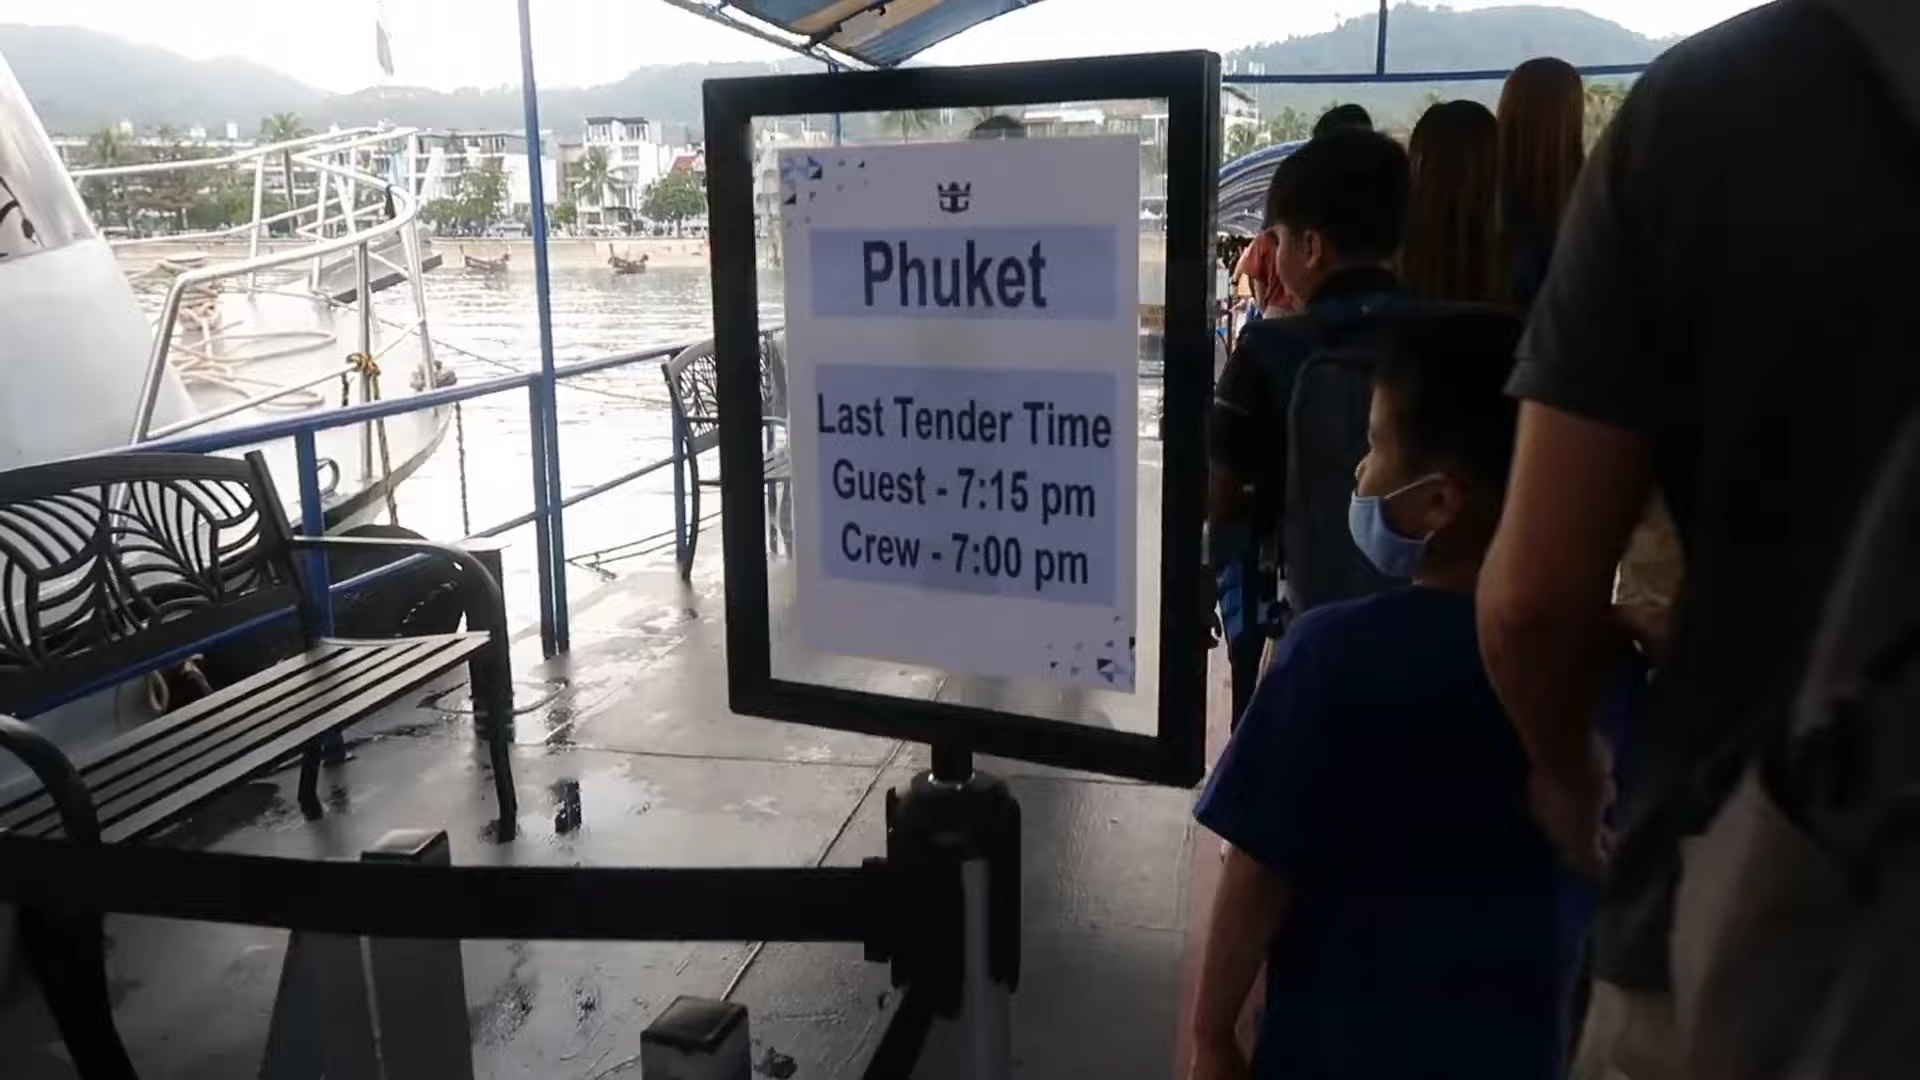 Phuket
Last Tender Time
Guest - 7:15 pm
Crew - 7:00 pm